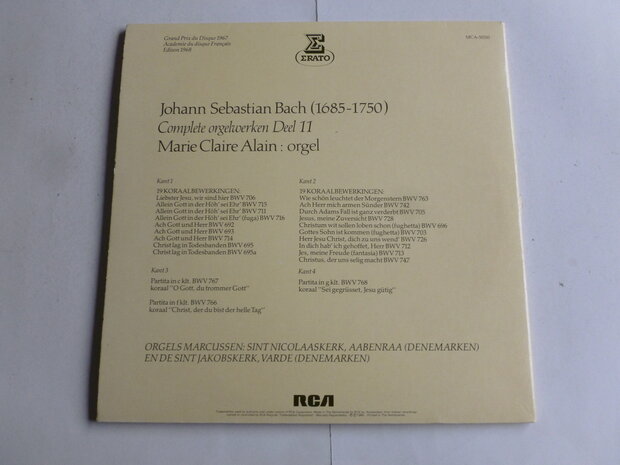 Grand Prix du Disque 1967
Academie du disque Français
Edison 1968
Σ
ΣRATO
Johann Sebastian Bach (1685-1750)
Complete orgelwerken Deel 11
Marie Claire Alain : orgel
Kant 1
19 KORAALBEWERKINGEN:
Liebster Jesu, wir sind hier BWV 706
Allein Gott in der Höh' sei Ehr' BWV 715
Allein Gott in der Höh' sei Ehr' BWV 711
Allein Gott in der Höh' sei Ehr' (fuga) BWV 716
Ach Gott und Herr BWV 692
Ach Gott und Herr BWV 693
Ach Gott und Herr BWV 714
Christ lag in Todesbanden BWV 695
Christ lag in Todesbanden BWV 695a
Kant 2
19 KORAALBEWERKINGEN:
Wie schön leuchtet der Morgenstern BWV 763
Ach Herr mich armen Sünder BWV 742
Durch Adams Fall ist ganz verderbt BWV 705
Jesus, meine Zuversicht BWV 728
Christum wir sollen loben schon (fughetta) BWV 696
Gottes Sohn ist kommen (fughetta) BWV 703
Herr Jesu Christ, dich zu uns wend' BWV 726
In dich hab' ich gehoffet, Herr BWV 712
Jes, meine Freude (fantasia) BWV 713
Christus, der uns selig macht BWV 747
Kant 3
Partita in c klt. BWV 767
koraal "O Gott, du frommer Gott"
Partita in f klt. BWV 766
koraal "Christ, der du bist der helle Tag"
Kant 4
Partita in g klt. BWV 768
koraal "Sei gegrüsset, Jesu gütig"
ORGELS MARCUSSEN: SINT NICOLAASKERK, AABENRAA (DENEMARKEN)
EN DE SINT JAKOBSKERK, VARDE (DENEMARKEN)
RCA